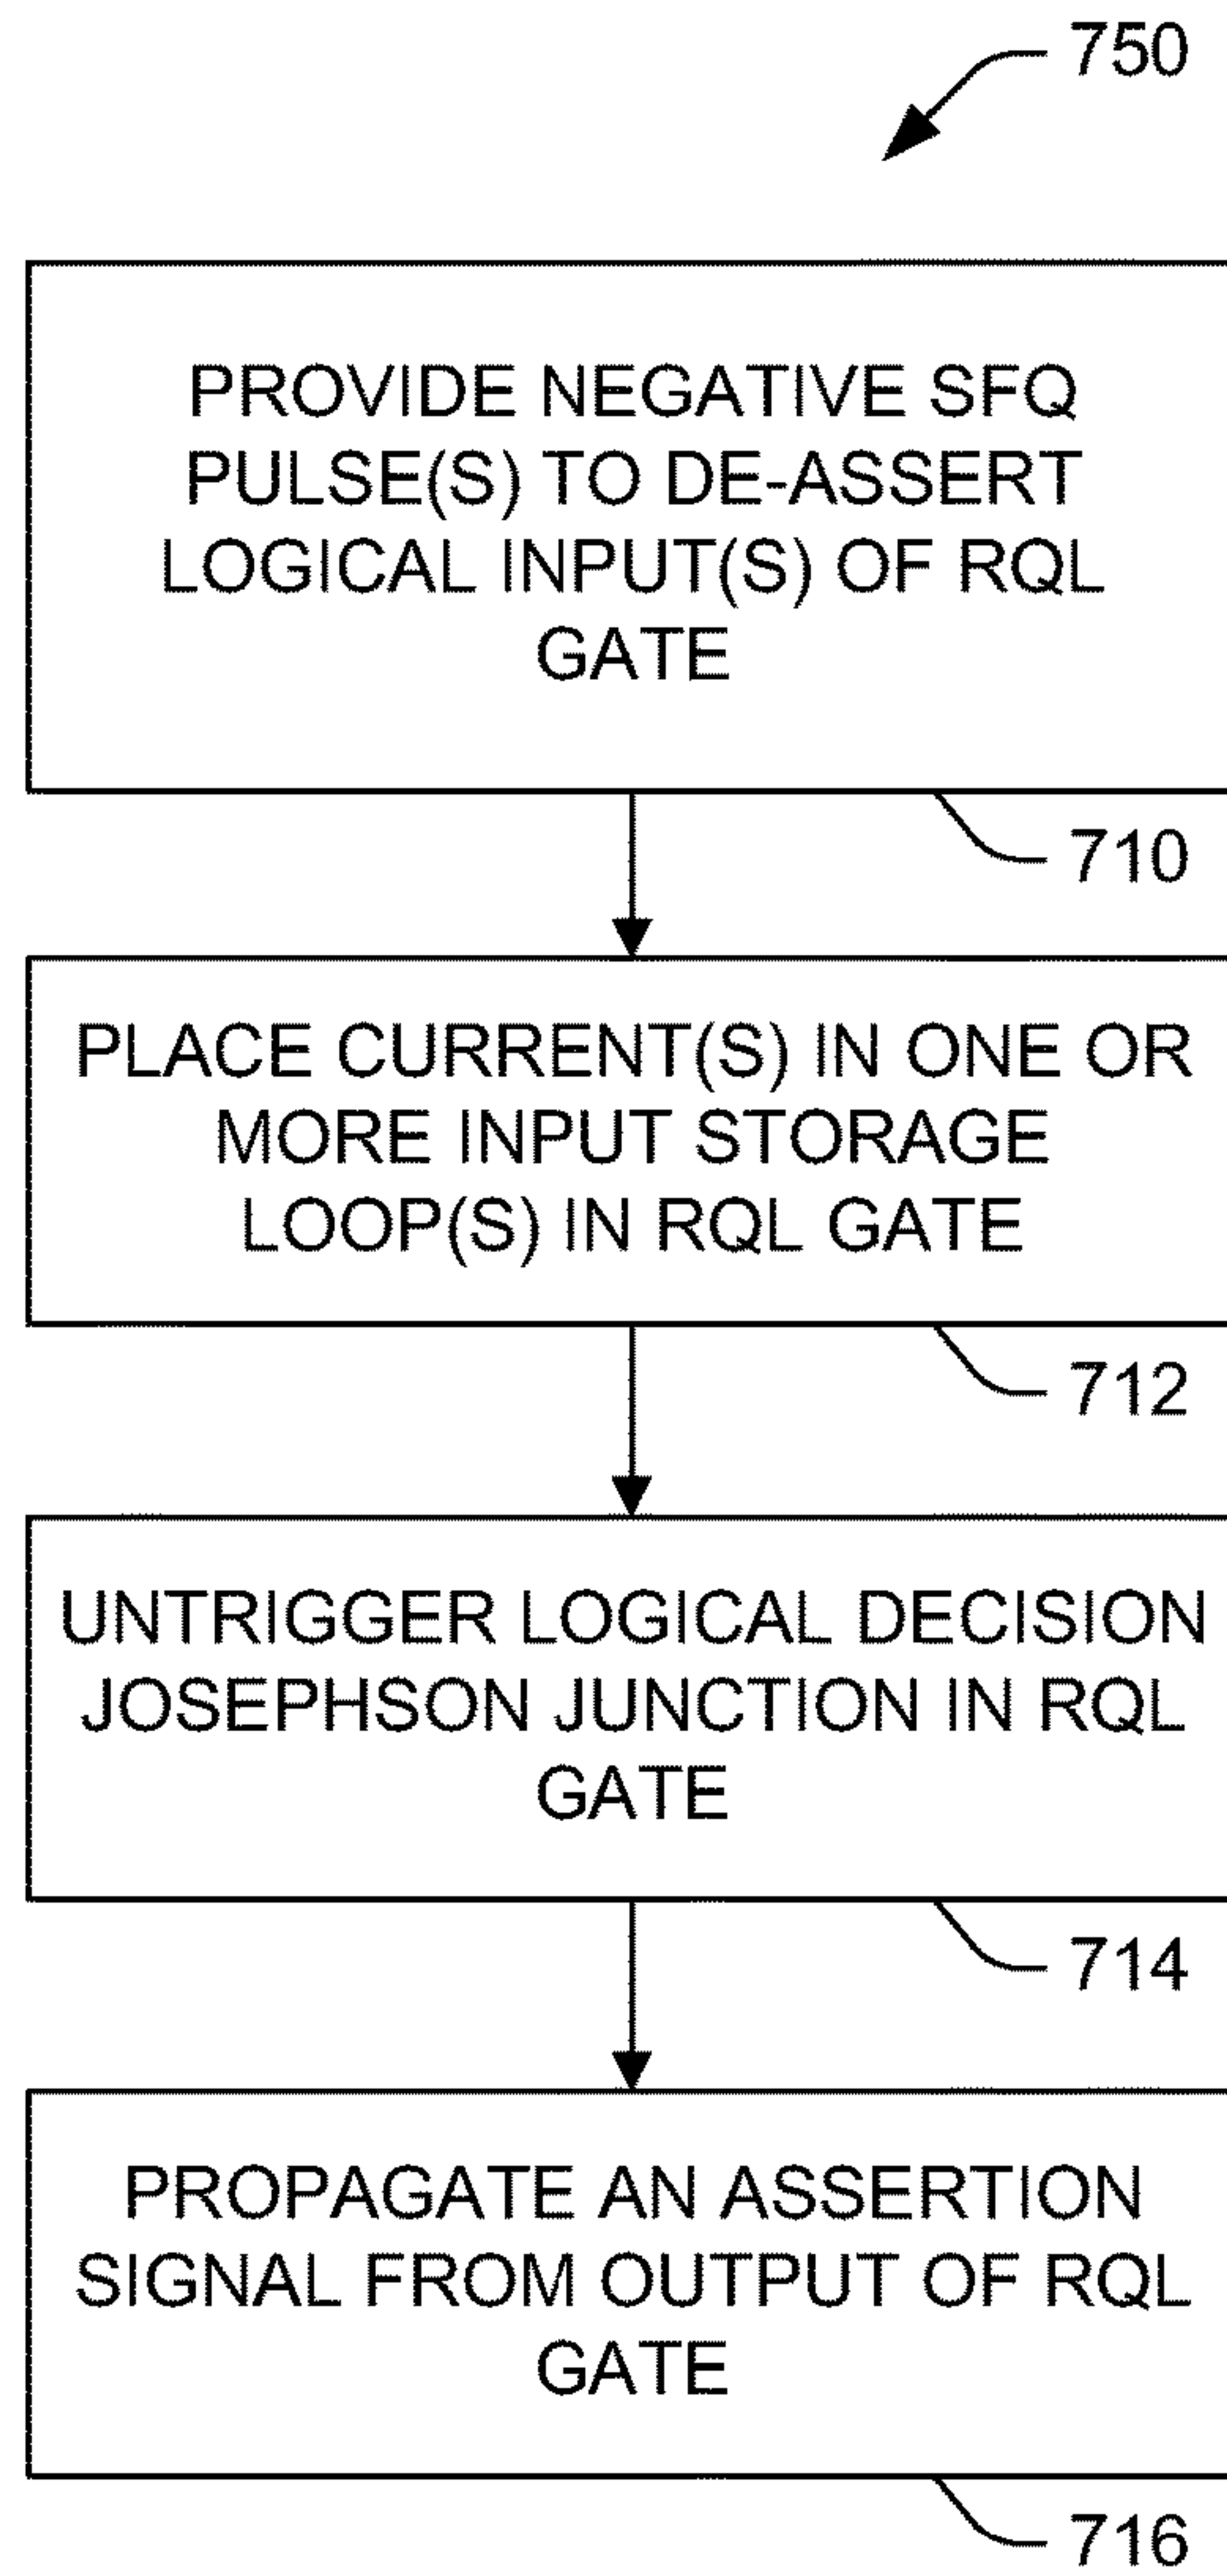 750
PROVIDE NEGATIVE SFQ
PULSE(S) TO DE-ASSERT
LOGICAL INPUT(S) OF RQL
GATE
710
PLACE CURRENT(S) IN ONE OR
MORE INPUT STORAGE
LOOP(S) IN RQL GATE
712
UNTRIGGER LOGICAL DECISION
JOSEPHSON JUNCTION IN RQL
GATE
714
PROPAGATE AN ASSERTION
SIGNAL FROM OUTPUT OF RQL
GATE
716